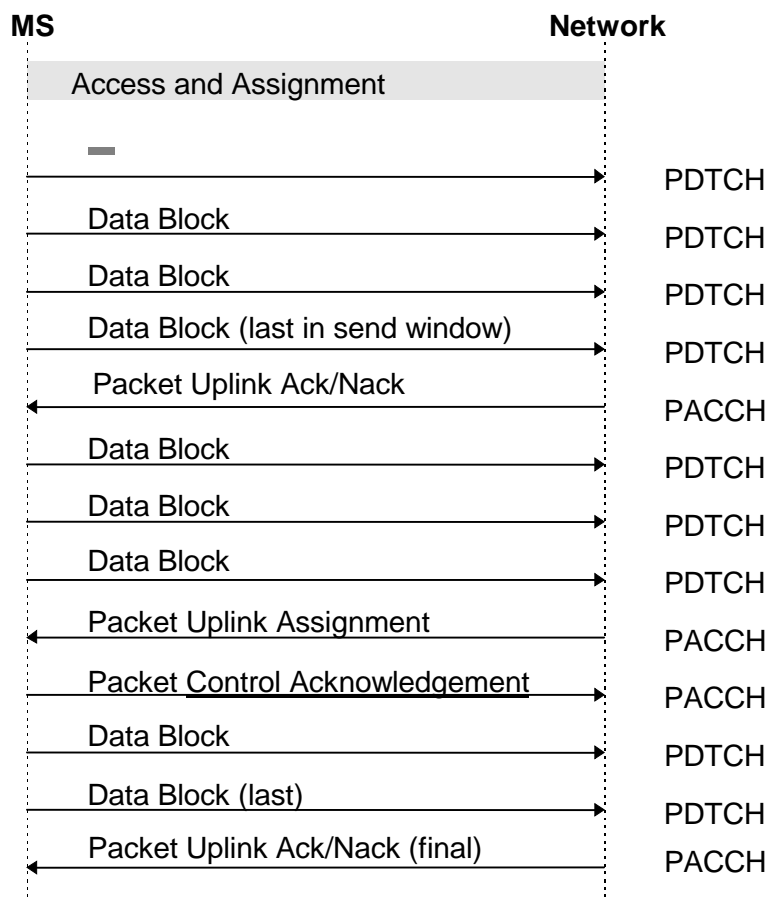 MS Network
Access and Assignment
PDTCH
Data Block
PDTCH
Data Block
PDTCH
Data Block (last in send window)
PDTCH
Packet Uplink Ack/Nack
PACCH
Data Block
PDTCH
Data Block
PDTCH
Data Block
PDTCH
Packet Uplink Assignment
PACCH
Packet Control Acknowledgement
PACCH
Data Block
PDTCH
Data Block (last)
PDTCH
Packet Uplink Ack/Nack (final)
PACCH